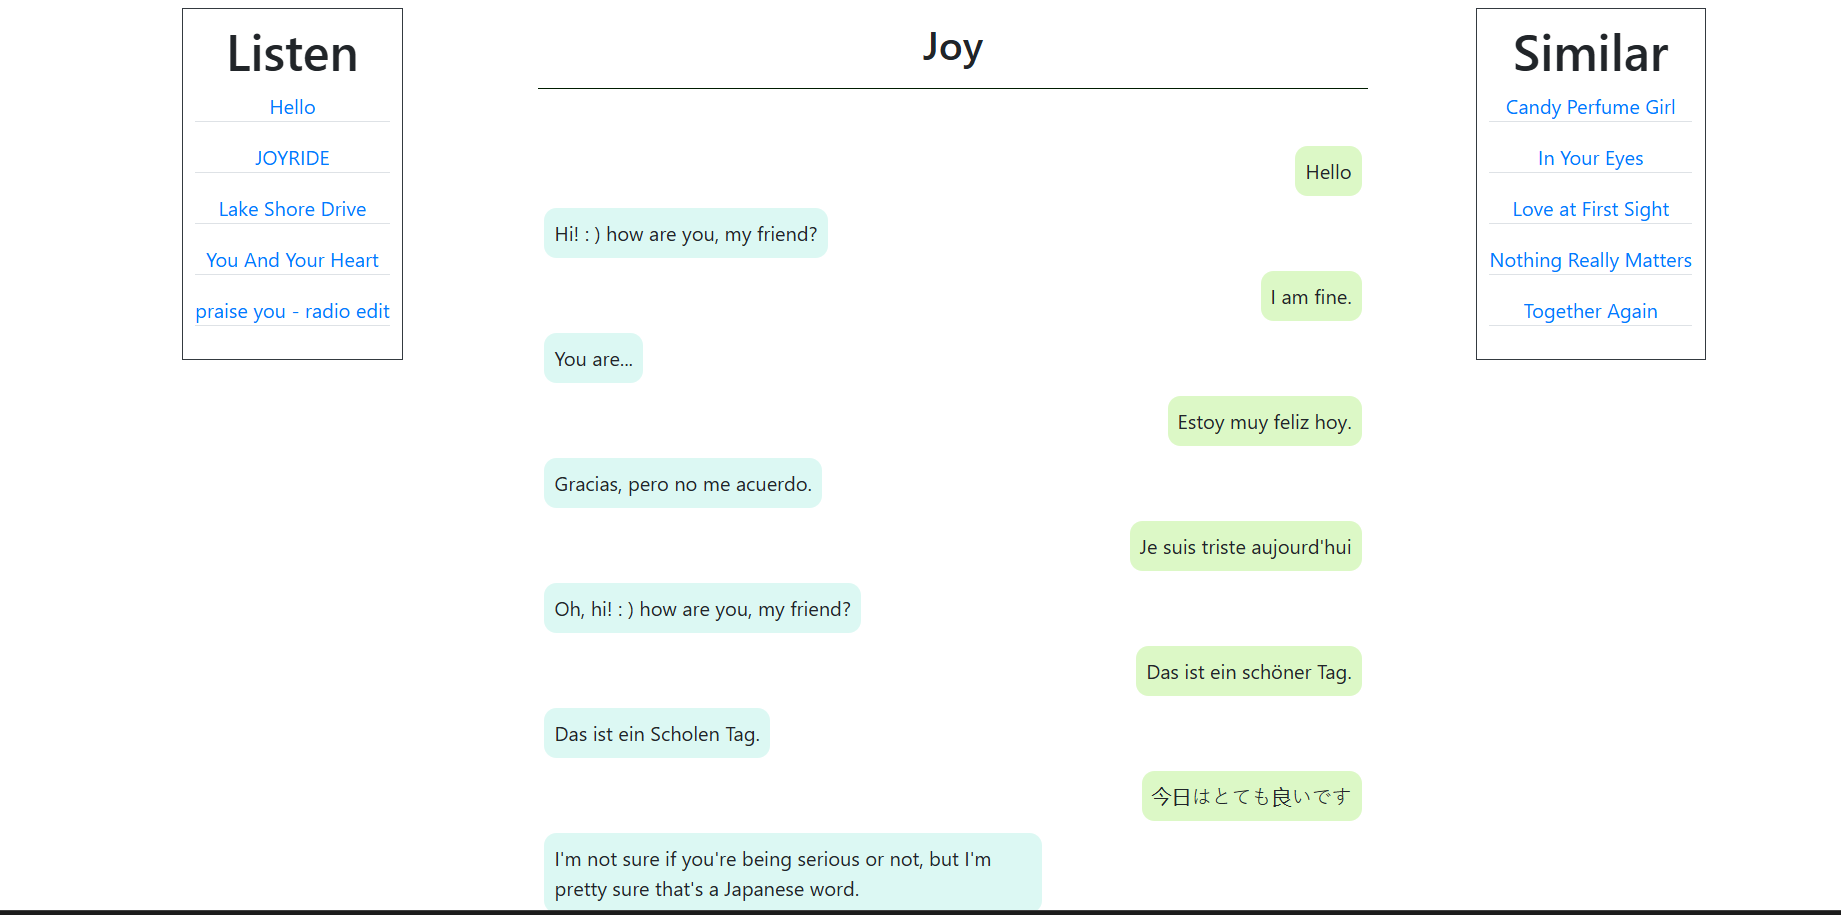 Listen
Hello
JOYRIDE
Lake Shore Drive
You And Your Heart
praise you - radio edit
Joy
Hello
Hi! : ) how are you, my friend?
I am fine.
You are...
Estoy muy feliz hoy.
Gracias, pero no me acuerdo.
Je suis triste aujourd'hui
Oh, hi! : ) how are you, my friend?
Das ist ein schöner Tag.
Das ist ein Scholen Tag.
今日はとても良いです
I'm not sure if you're being serious or not, but I'm
pretty sure that's a Japanese word.
Similar
Candy Perfume Girl
In Your Eyes
Love at First Sight
Nothing Really Matters
Together Again